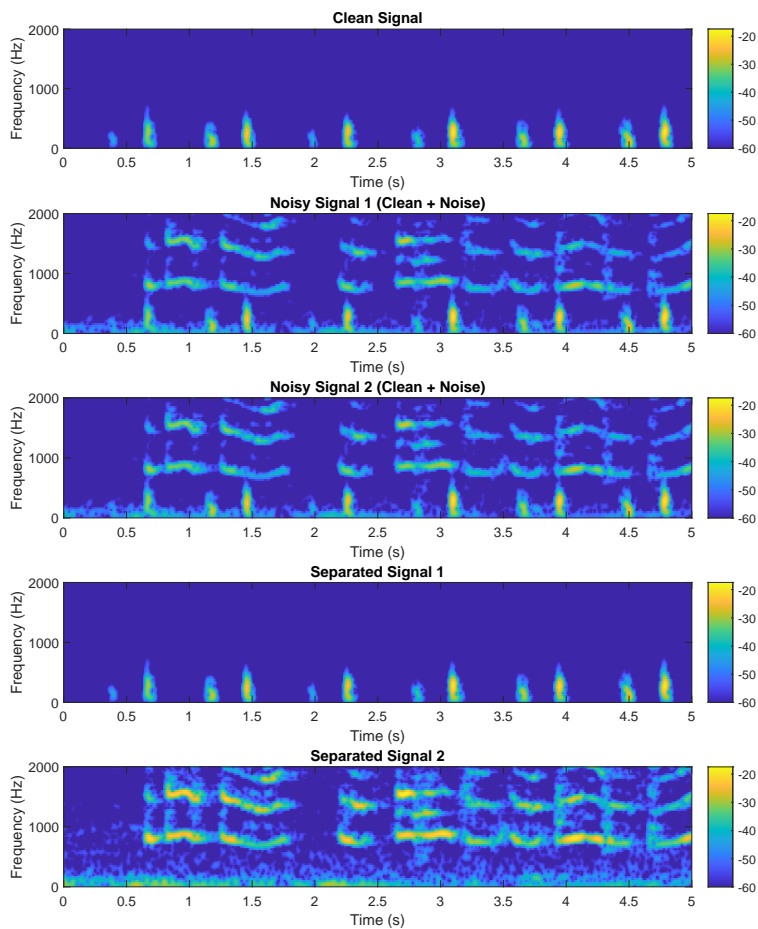 Clean Signal
2000
1000
0
Frequency (Hz)
0 0.5 1 1.5 2 2.5 3 3.5 4 4.5 5
Time (s)
-20
-30
-40
-50
-60
Noisy Signal 1 (Clean + Noise)
2000
1000
0
Frequency (Hz)
0 0.5 1 1.5 2 2.5 3 3.5 4 4.5 5
Time (s)
-20
-30
-40
-50
-60
Noisy Signal 2 (Clean + Noise)
2000
1000
0
Frequency (Hz)
0 0.5 1 1.5 2 2.5 3 3.5 4 4.5 5
Time (s)
-20
-30
-40
-50
-60
Separated Signal 1
2000
1000
0
Frequency (Hz)
0 0.5 1 1.5 2 2.5 3 3.5 4 4.5 5
Time (s)
-20
-30
-40
-50
-60
Separated Signal 2
2000
1000
0
Frequency (Hz)
0 0.5 1 1.5 2 2.5 3 3.5 4 4.5 5
Time (s)
-20
-30
-40
-50
-60